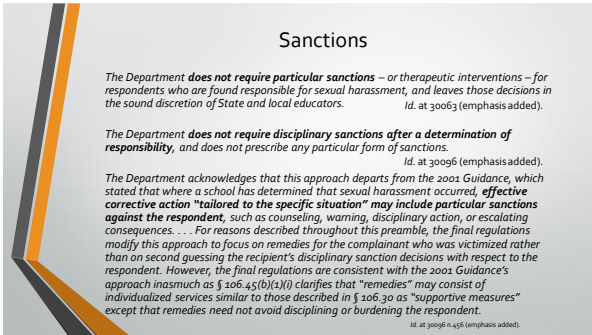 Sanctions
The Department does not require particular sanctions – or therapeutic interventions – for
respondents who are found responsible for sexual harassment, and leaves those decisions in
the sound discretion of State and local educators. Id. at 30063 (emphasis added).
The Department does not require disciplinary sanctions after a determination of
responsibility, and does not prescribe any particular form of sanctions.
Id. at 30096 (emphasis added).
The Department acknowledges that this approach departs from the 2001 Guidance, which
stated that where a school has determined that sexual harassment occurred, effective
corrective action “tailored to the specific situation” may include particular sanctions
against the respondent, such as counseling, warning, disciplinary action, or escalating
consequences. . . . For reasons described throughout this preamble, the final regulations
modify this approach to focus on remedies for the complainant who was victimized rather
than on second guessing the recipient’s disciplinary sanction decisions with respect to the
respondent. However, the final regulations are consistent with the 2001 Guidance’s
approach inasmuch as § 106.45(b)(1)(i) clarifies that “remedies” may consist of
individualized services similar to those described in § 106.30 as “supportive measures”
except that remedies need not avoid disciplining or burdening the respondent.
Id. at 30096 n.456 (emphasis added).